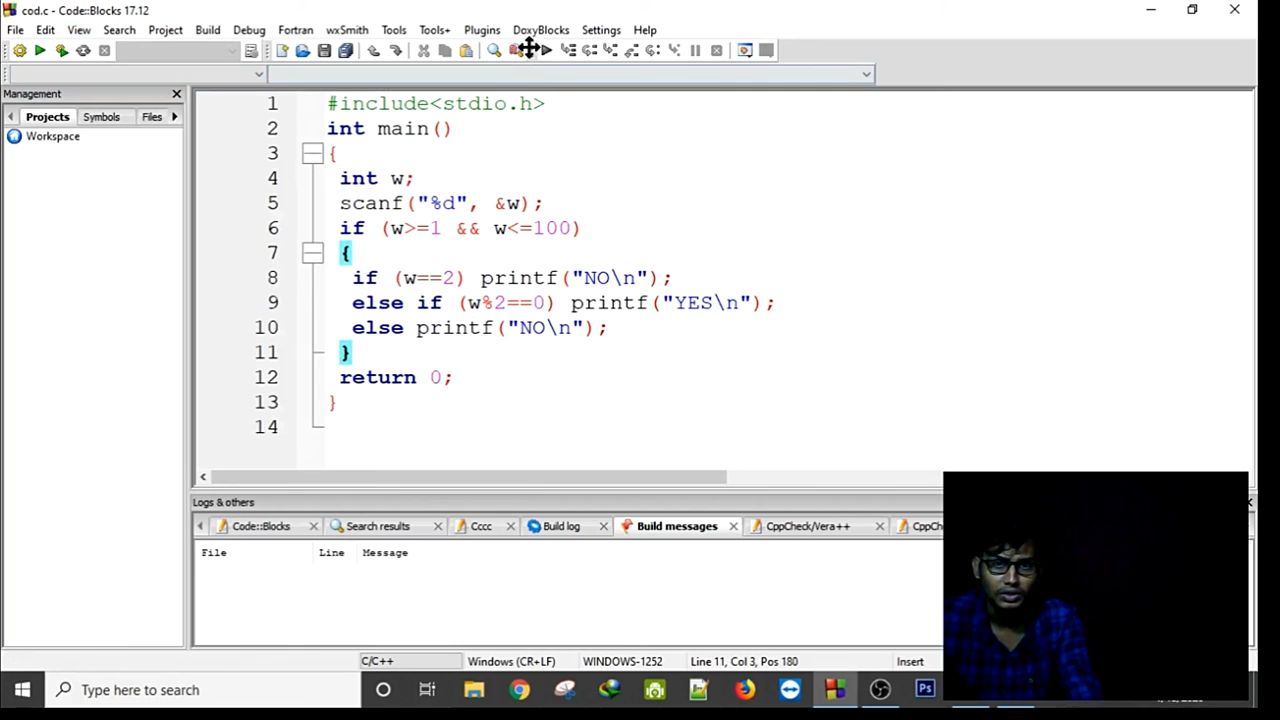 cod.c - Code::Blocks 17.12
File Edit View Search Project Build Debug Fortran wxSmith Tools Tools+ Plugins DoxyBlocks Settings Help
Management
Projects Symbols Files
Workspace
1 #include<stdio.h>
2 int main()
3 {
4 int w;
5 scanf("%d", &w);
6 if (w>=1 && w<=100)
7 {
8 if (w==2) printf("NO\n");
9 else if (w%2==0) printf("YES\n");
10 else printf("NO\n");
11 }
12 return 0;
13 }
14
Logs & others
Code::Blocks Search results Cccc Build log Build messages CppCheck/Vera++
File Line Message
C/C++ Windows (CR+LF) WINDOWS-1252 Line 11, Col 3, Pos 180 Insert
Type here to search
Ps